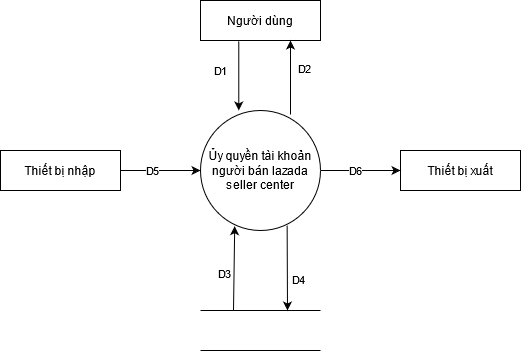 Người dùng
D1
D2
Ủy quyền tài khoản
người bán lazada
seller center
Thiết bị nhập
D5
D6
Thiết bị xuất
D3
D4